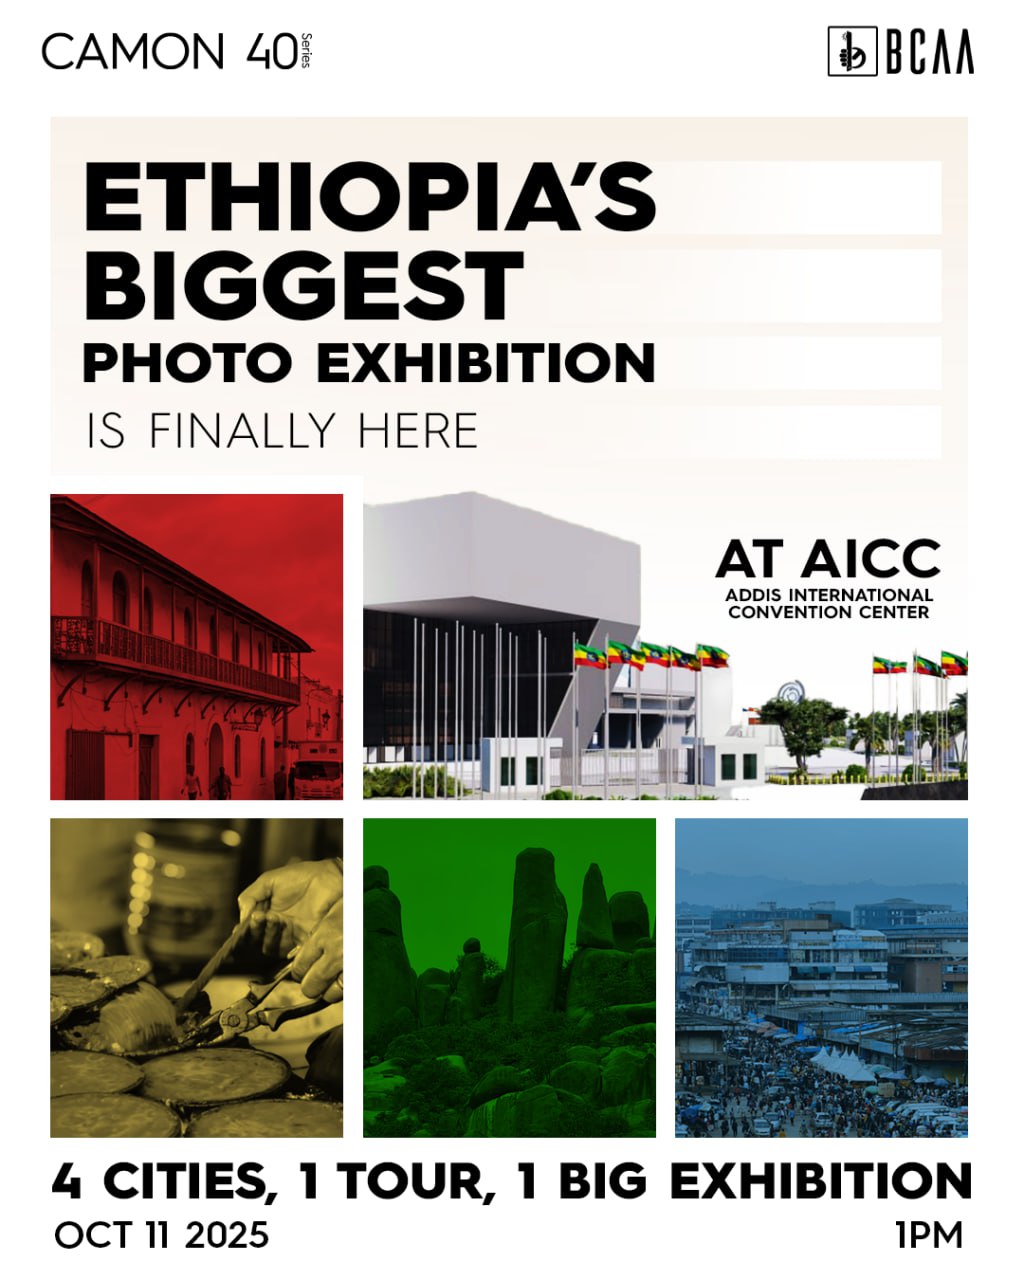 CAMON 40 Series
BCAA
ETHIOPIA'S
BIGGEST
PHOTO EXHIBITION
IS FINALLY HERE
AT AICC
ADDIS INTERNATIONAL
CONVENTION CENTER
4 CITIES, 1 TOUR, 1 BIG EXHIBITION
OCT 11 2025
1PM